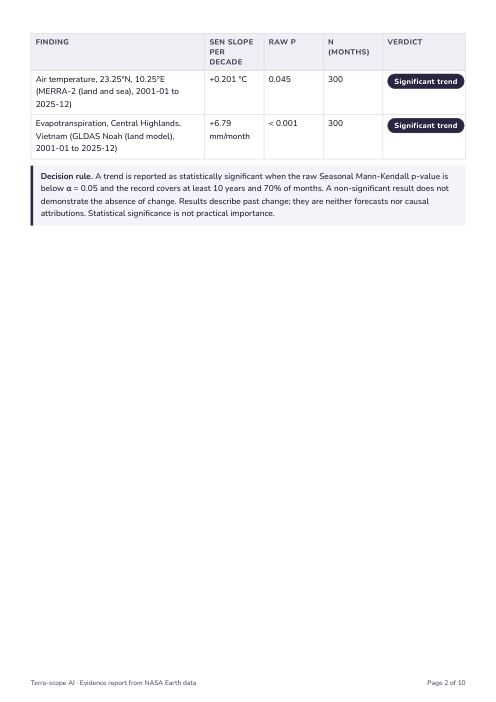 FINDING
SEN SLOPE PER DECADE
RAW P
N (MONTHS)
VERDICT
Air temperature, 23.25°N, 10.25°E
(MERRA-2 (land and sea), 2001-01 to
2025-12)
+0.201 °C
0.045
300
Significant trend
Evapotranspiration, Central Highlands,
Vietnam (GLDAS Noah (land model),
2001-01 to 2025-12)
+6.79
mm/month
< 0.001
300
Significant trend
Decision rule. A trend is reported as statistically significant when the raw Seasonal Mann-Kendall p-value is
below α = 0.05 and the record covers at least 10 years and 70% of months. A non-significant result does not
demonstrate the absence of change. Results describe past change; they are neither forecasts nor causal
attributions. Statistical significance is not practical importance.
Terra-scope AI · Evidence report from NASA Earth data
Page 2 of 10